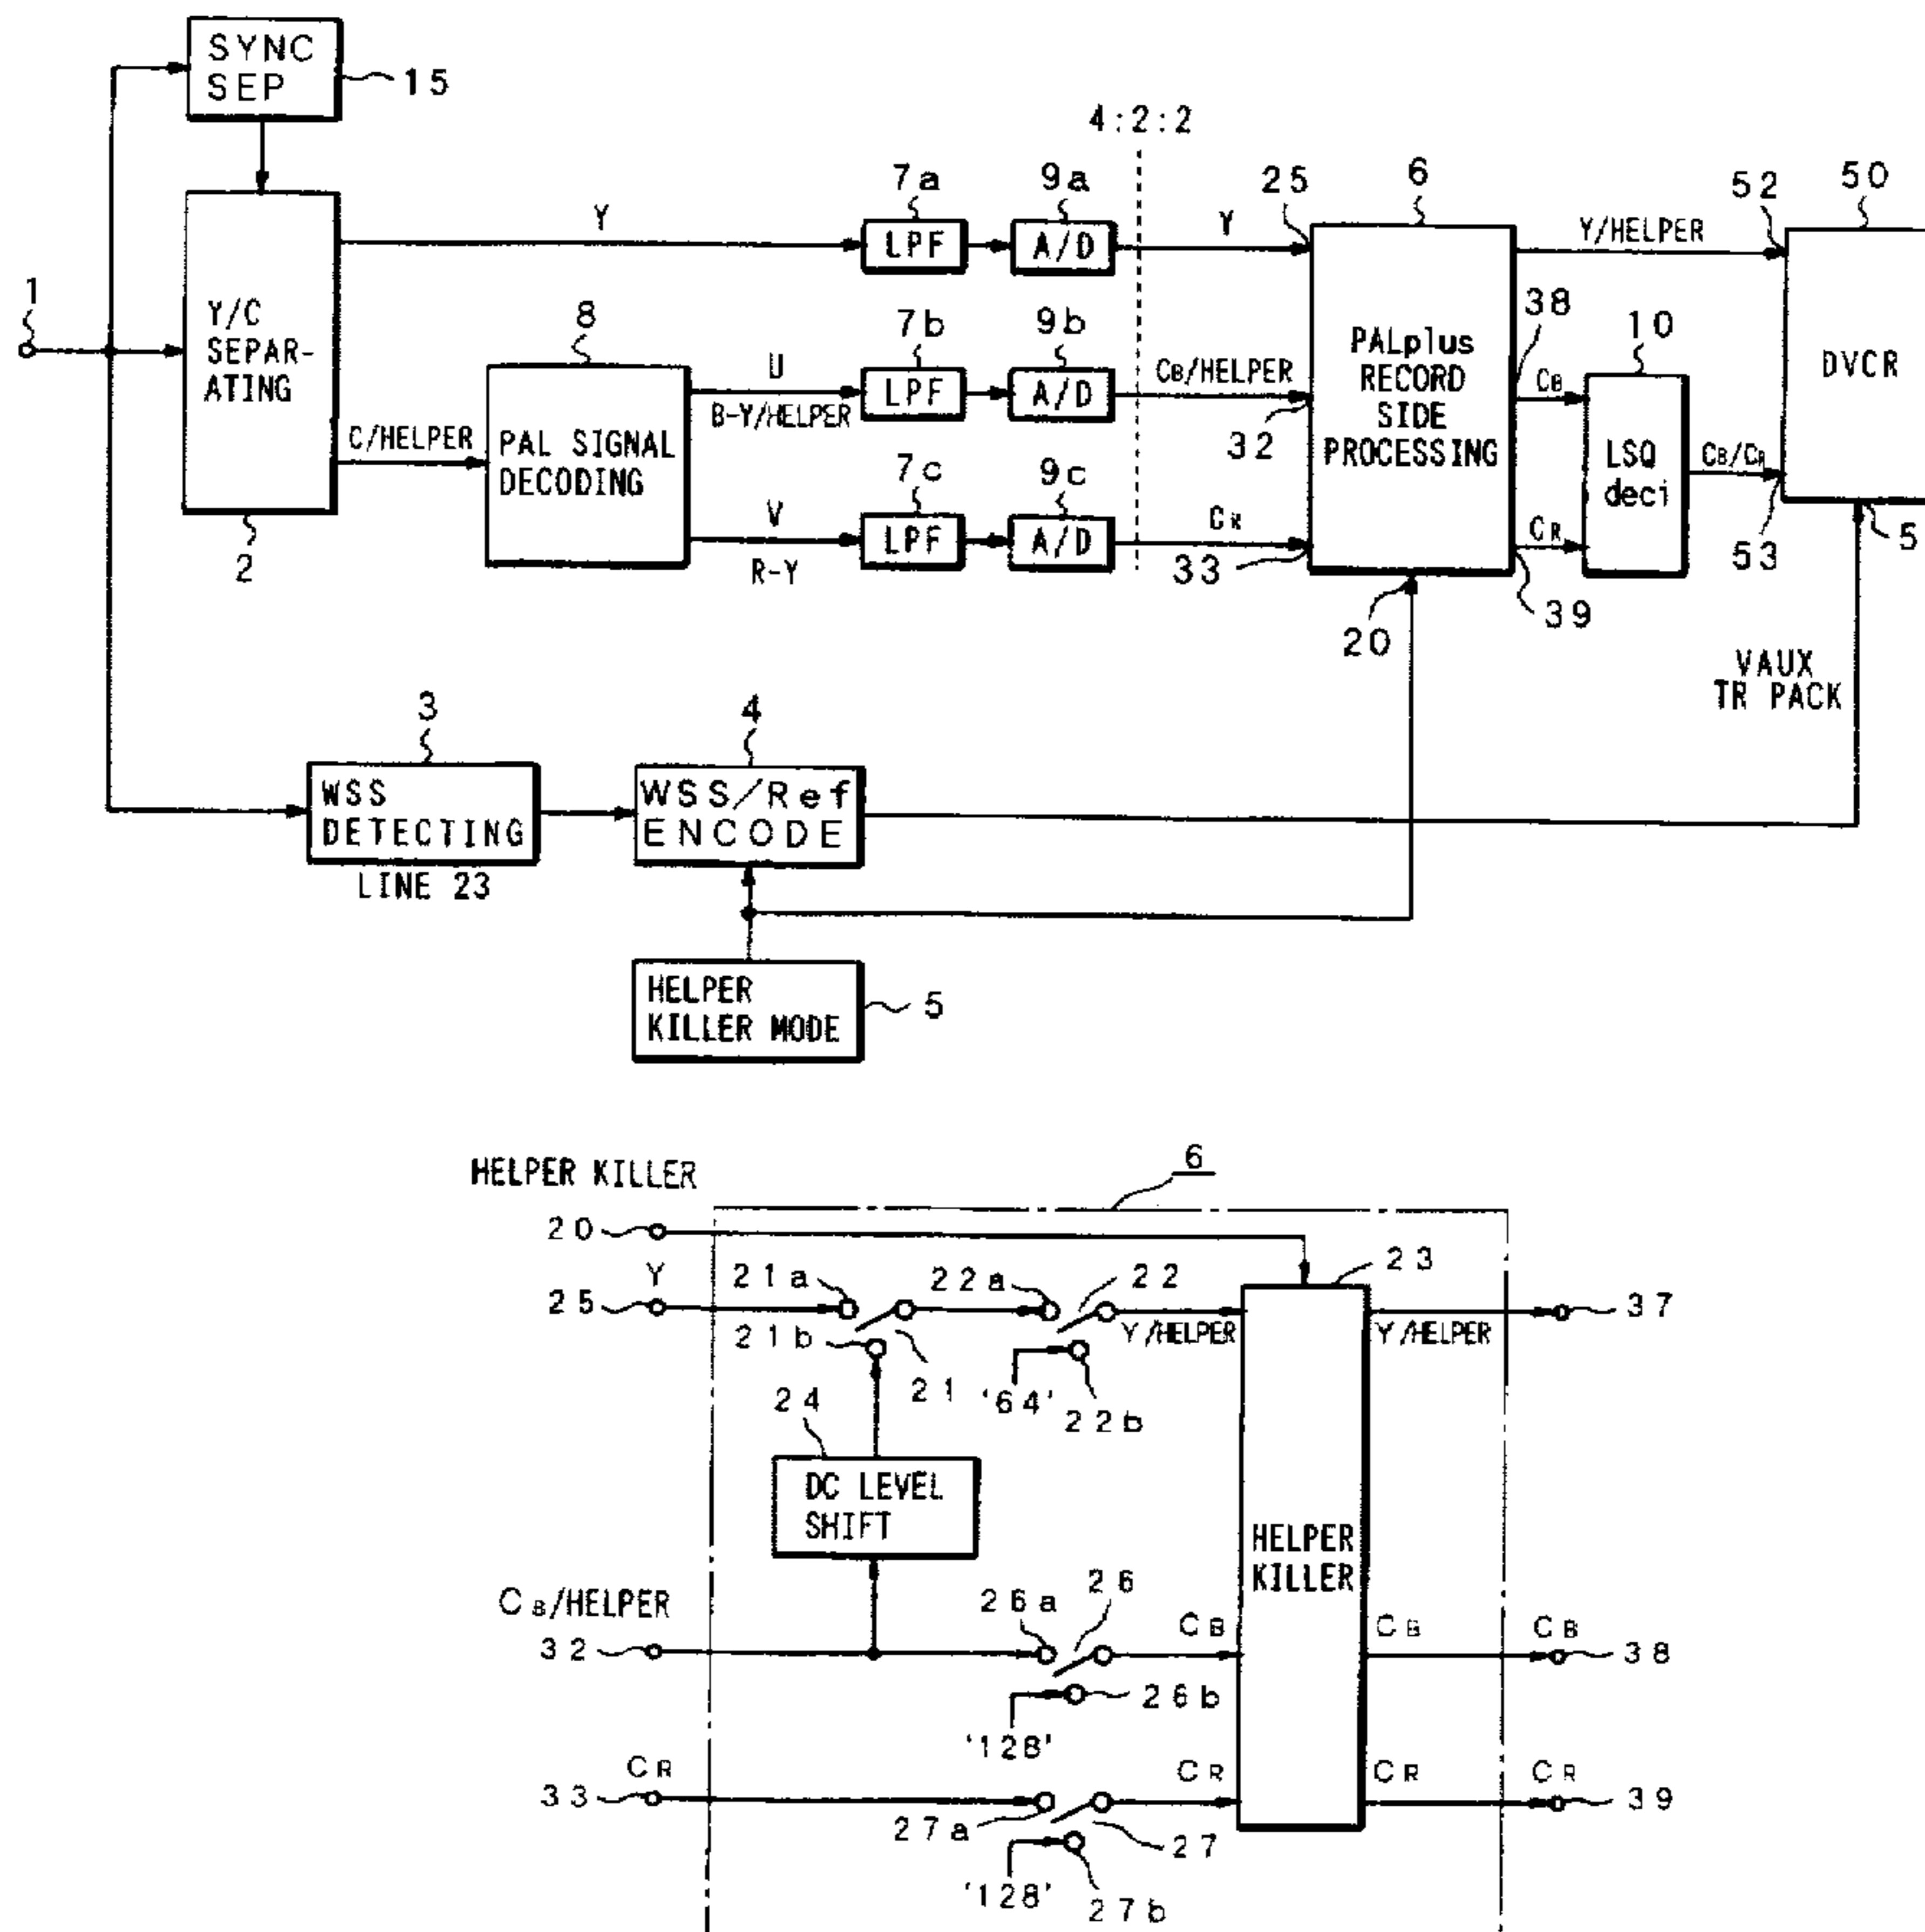 SYNC
SEP
15
4:2:2
1
Y/C
SEPAR-
ATING
2
Y
C/HELPER
8
PAL SIGNAL
DECODING
U
B-Y/HELPER
V
R-Y
7a
LPF
9a
A/D
7b
LPF
9b
A/D
7c
LPF
9c
A/D
Y
CB/HELPER
CR
25
32
33
6
PALplus
RECORD
SIDE
PROCESSING
20
Y/HELPER
38
CB
CR
39
10
LSQ
deci
CB/CR
52
50
DVCR
53
5
VAUX
TR PACK
3
WSS
DETECTING
LINE 23
4
WSS/Ref
ENCODE
HELPER
KILLER MODE
5
HELPER KILLER
6
20
23
Y
25
21a
22a
22
21b
21
Y/HELPER
Y/HELPER
37
'64'
22b
24
DC LEVEL
SHIFT
HELPER
KILLER
CB/HELPER
32
26a
26
CB
CB
CB
38
26b
'128'
CR
33
27a
27
CR
CR
CR
39
'128'
27b